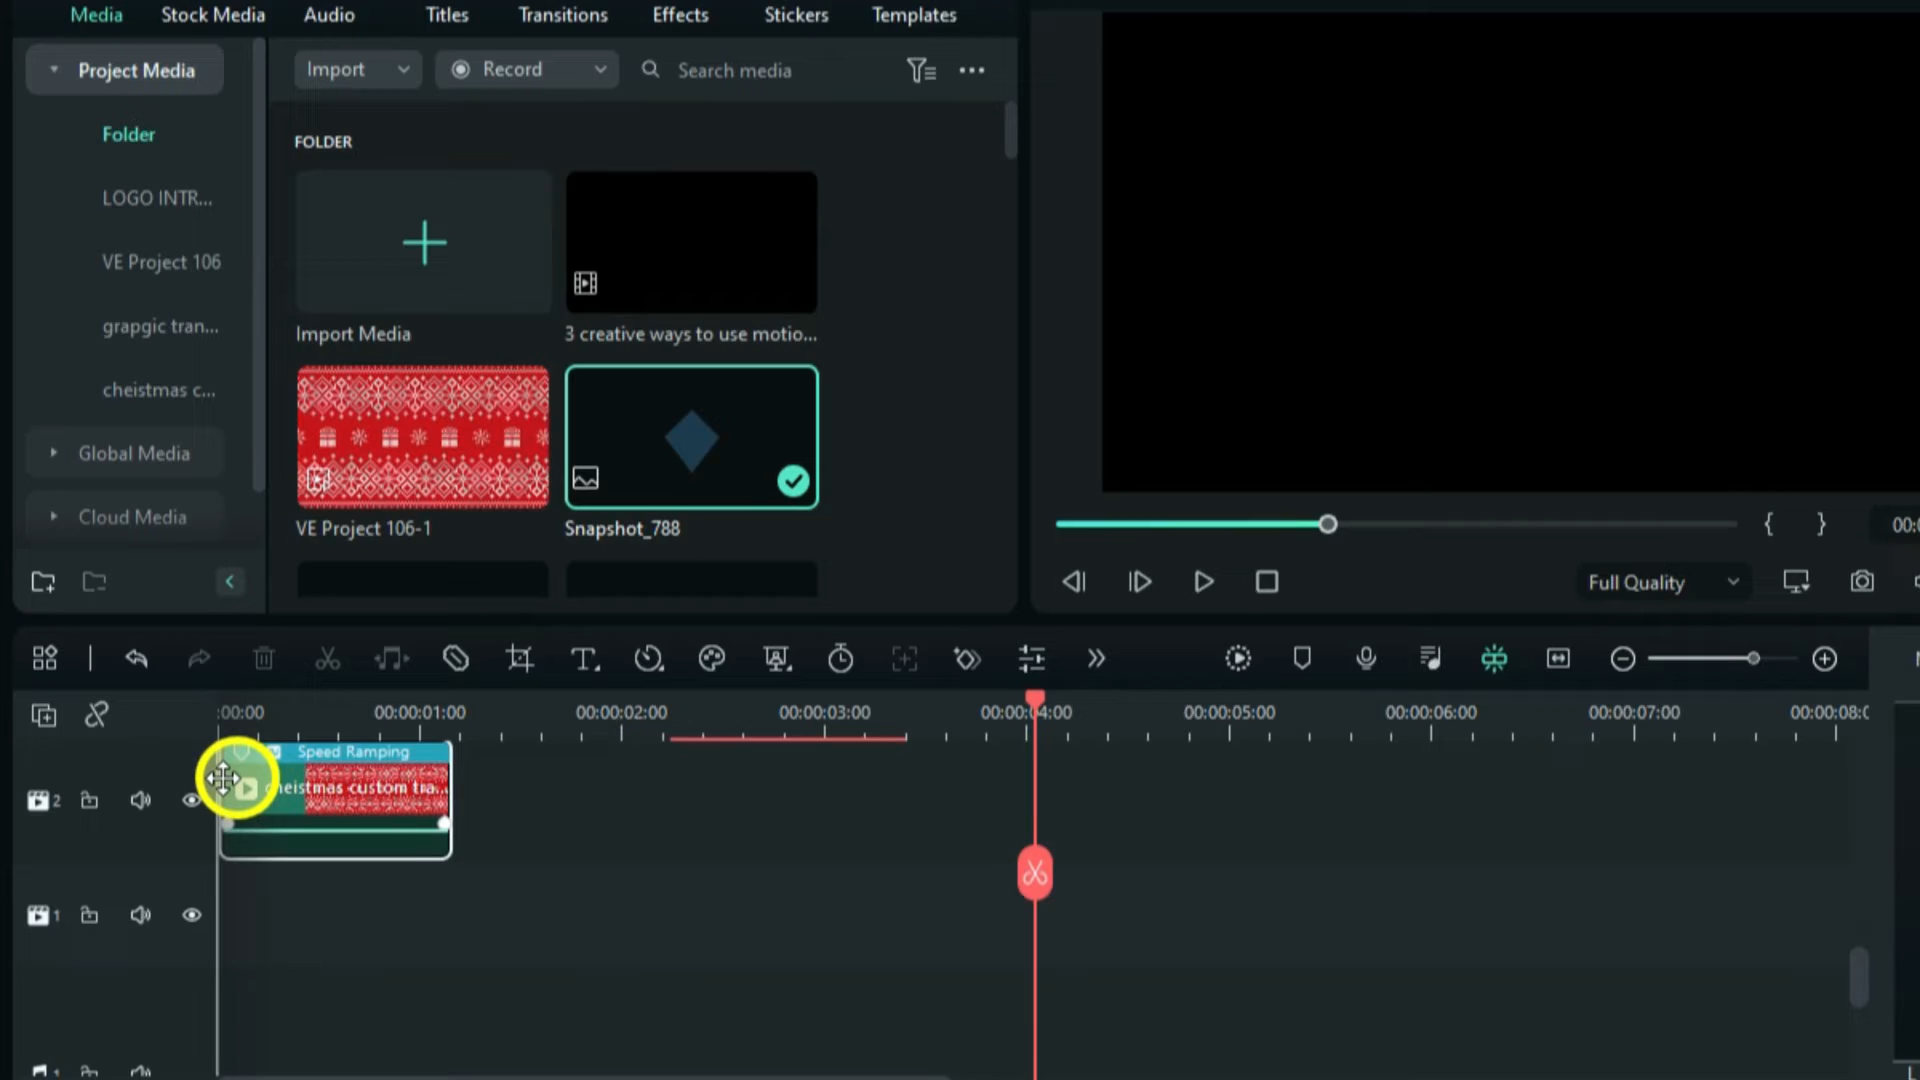 Media Stock Media Audio Titles Transitions Effects Stickers Templates
Project Media
Import Record Search media
Folder
FOLDER
LOGO INTR...
VE Project 106
grapgic tran...
Import Media 3 creative ways to use motio...
cheistmas c...
Global Media
Cloud Media
VE Project 106-1 Snapshot_788
Full Quality
:00:00 00:00:01:00 00:00:02:00 00:00:03:00 00:00:04:00 00:00:05:00 00:00:06:00 00:00:07:00 00:00:08:0
Speed Ramping
cheistmas custom tra...
2
1
1